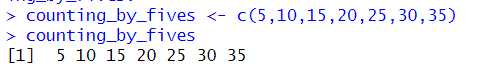 > counting_by_fives <- c(5,10,15,20,25,30,35)
> counting_by_fives
[1]  5 10 15 20 25 30 35